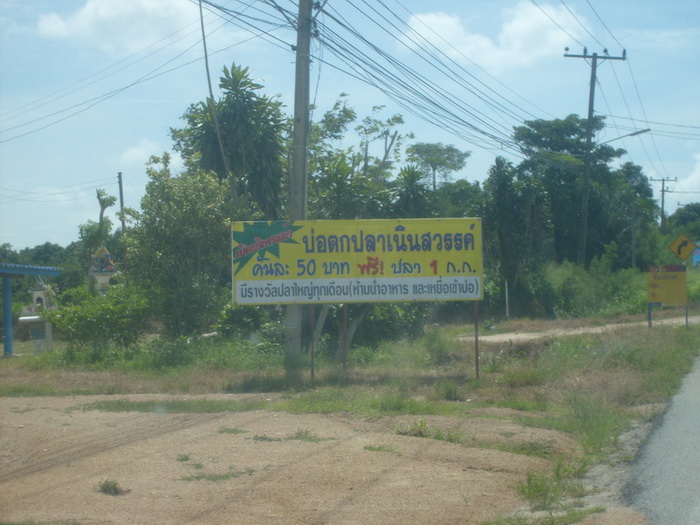 บ่อตกปลาเนินสวรรค์
คันละ 50 บาท ฟรี! ปลา 1 ก.ก.
มีรางวัลปลาใหญ่ทุกเดือน(ห้ามนำอาหาร และเหยื่อเข้าบ่อ)